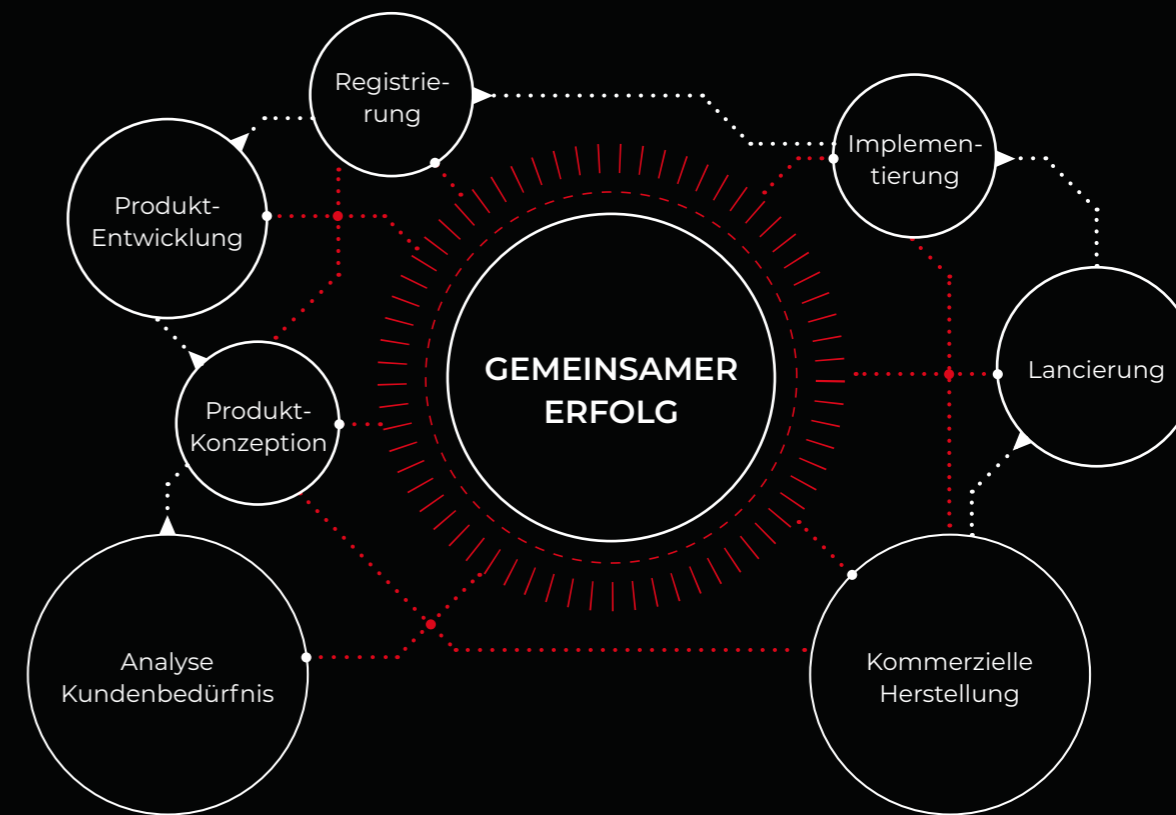 Registrie-
rung
Implemen-
tierung
Produkt-
Entwicklung
GEMEINSAMER
ERFOLG
Lancierung
Produkt-
Konzeption
Analyse
Kundenbedürfnis
Kommerzielle
Herstellung